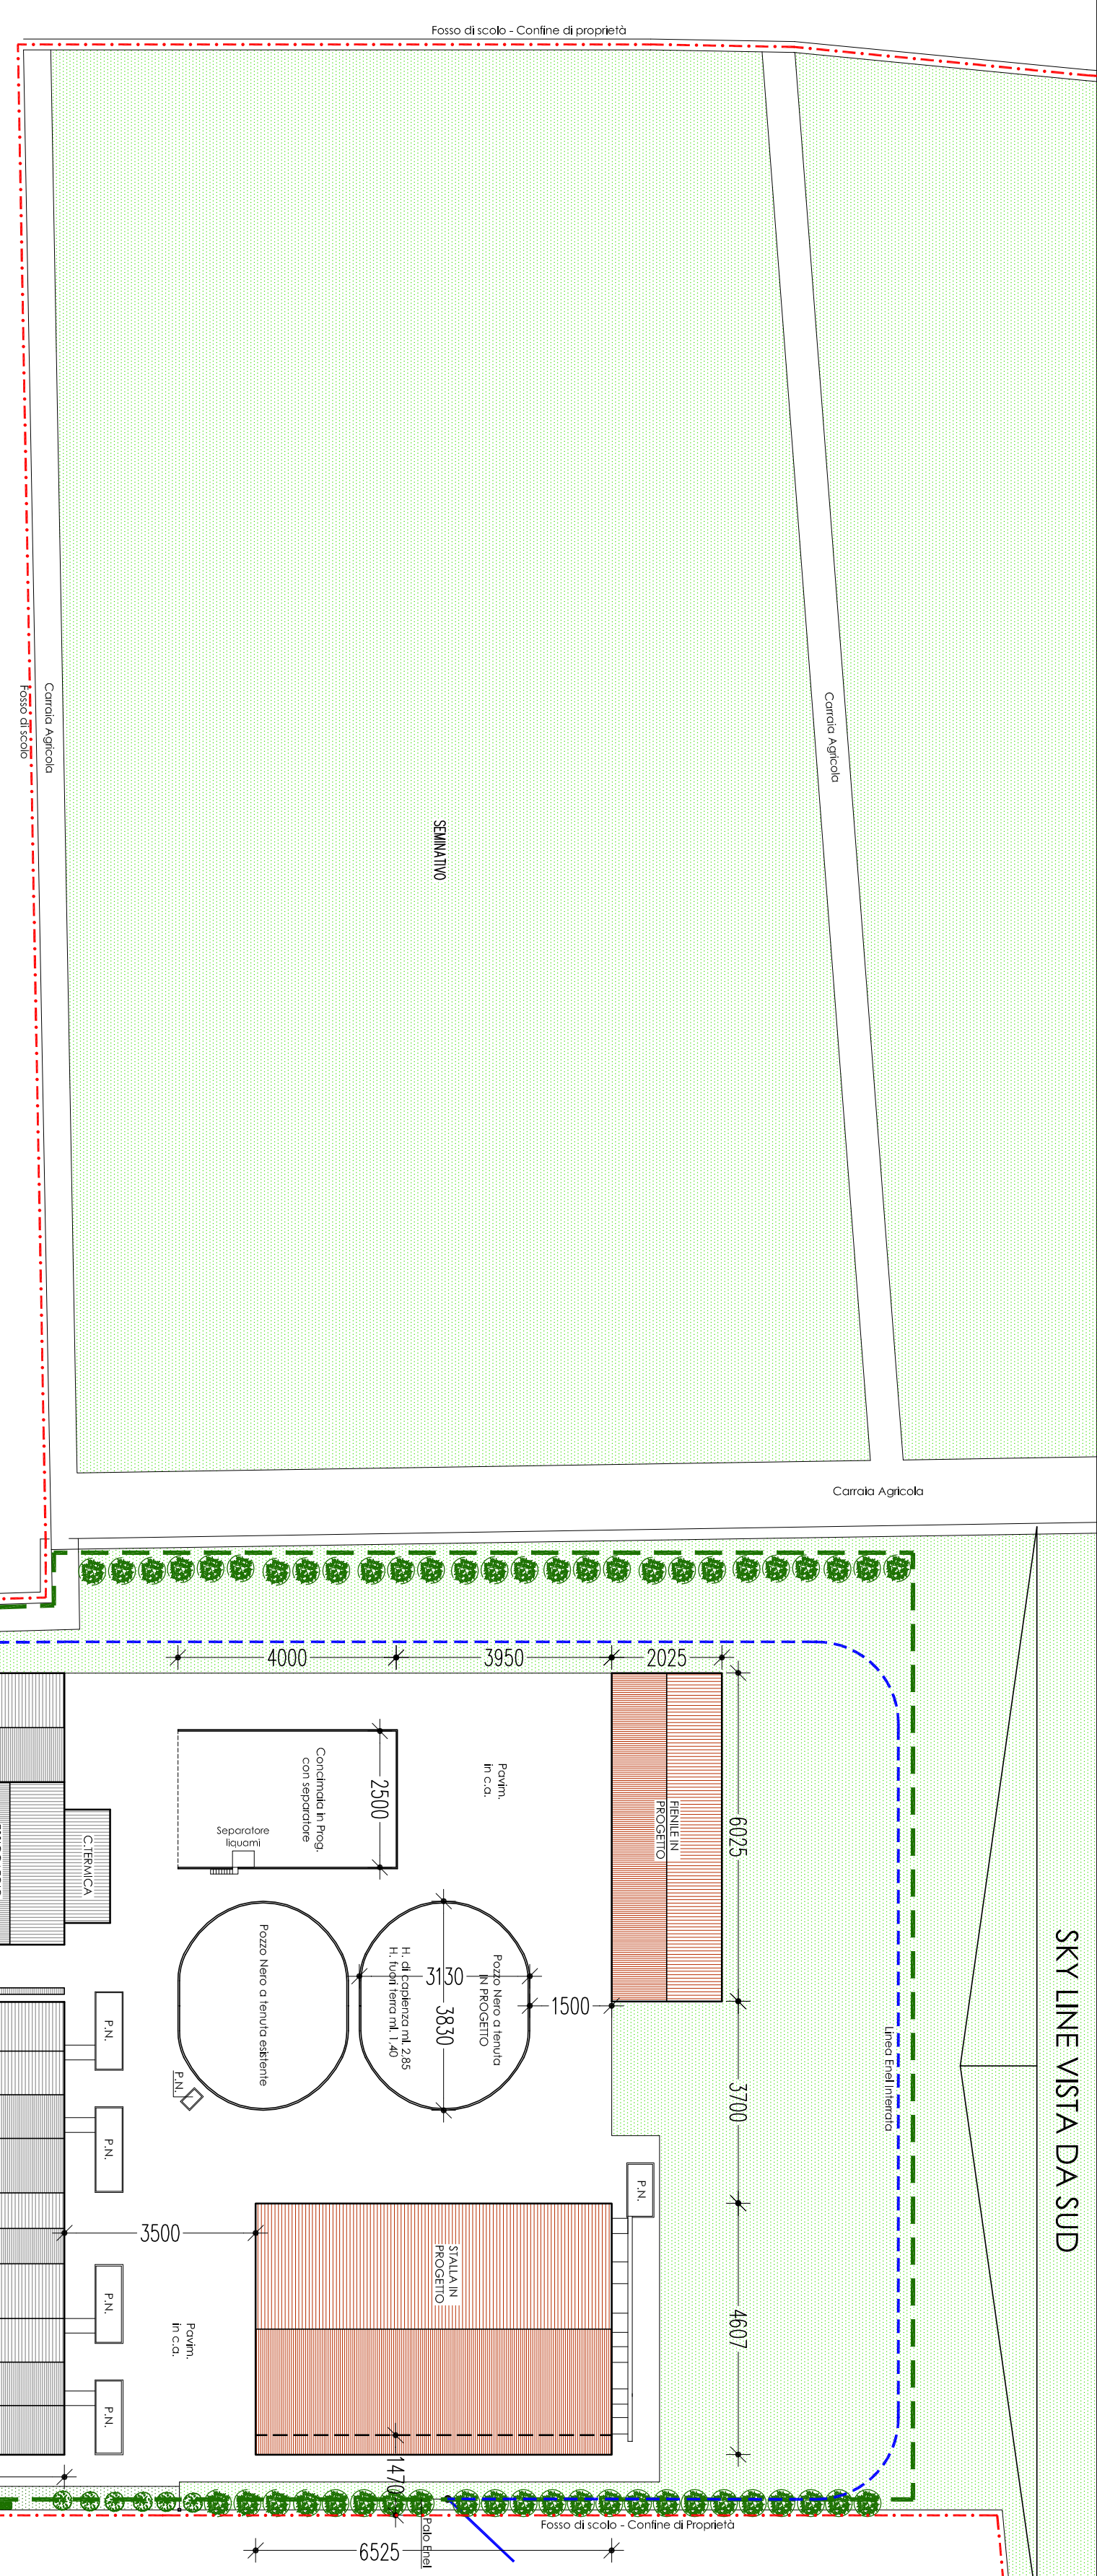 Fosso di scolo - Confine di proprietà
Carraia Agricola
Fosso di scolo
Carraia Agricola
SEMINATIVO
Carraia Agricola
4000
3950
2025
2500
Concimaia in Prog.
con separatore
Separatore
liquami
Pavim.
in c.a.
FIENILE IN
PROGETTO
6025
C.TERMICA
Pozzo Nero a tenuta esistente
Pozzo Nero a tenuta
IN PROGETTO
3130
3830
H. di capienza ml. 2,85
H. fuori terra ml. 1,40
1500
P.N.
P.N.
P.N.
P.N.
P.N.
P.N.
3700
Linea Enel Interrata
SKY LINE VISTA DA SUD
3500
STALLA IN
PROGETTO
4607
Pavim.
in c.a.
1470
Palo Enel
Fosso di scolo - Confine di Proprietà
6525